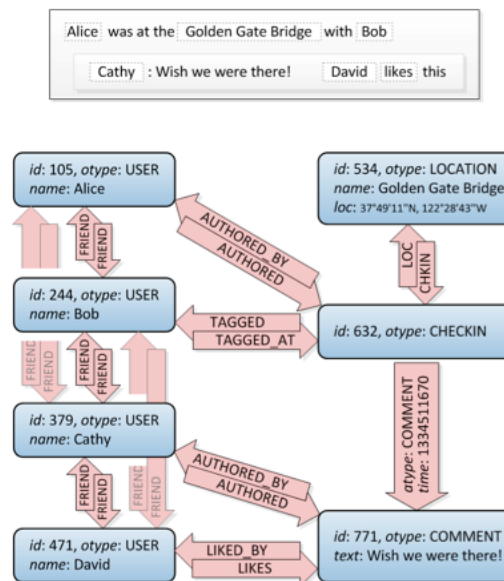 Alice was at the Golden Gate Bridge with Bob
Cathy : Wish we were there! David likes this
id: 105, otype: USER
name: Alice
id: 534, otype: LOCATION
name: Golden Gate Bridge
loc: 37°49'11"N, 122°28'43"W
FRIEND
FRIEND
AUTHORED_BY
AUTHORED
LOC
CHKIN
id: 244, otype: USER
name: Bob
TAGGED
TAGGED_AT
id: 632, otype: CHECKIN
FRIEND
FRIEND
FRIEND
FRIEND
atype: COMMENT
time: 1334511670
id: 379, otype: USER
name: Cathy
AUTHORED_BY
AUTHORED
FRIEND
FRIEND
FRIEND
FRIEND
id: 471, otype: USER
name: David
LIKED_BY
LIKES
id: 771, otype: COMMENT
text: Wish we were there!